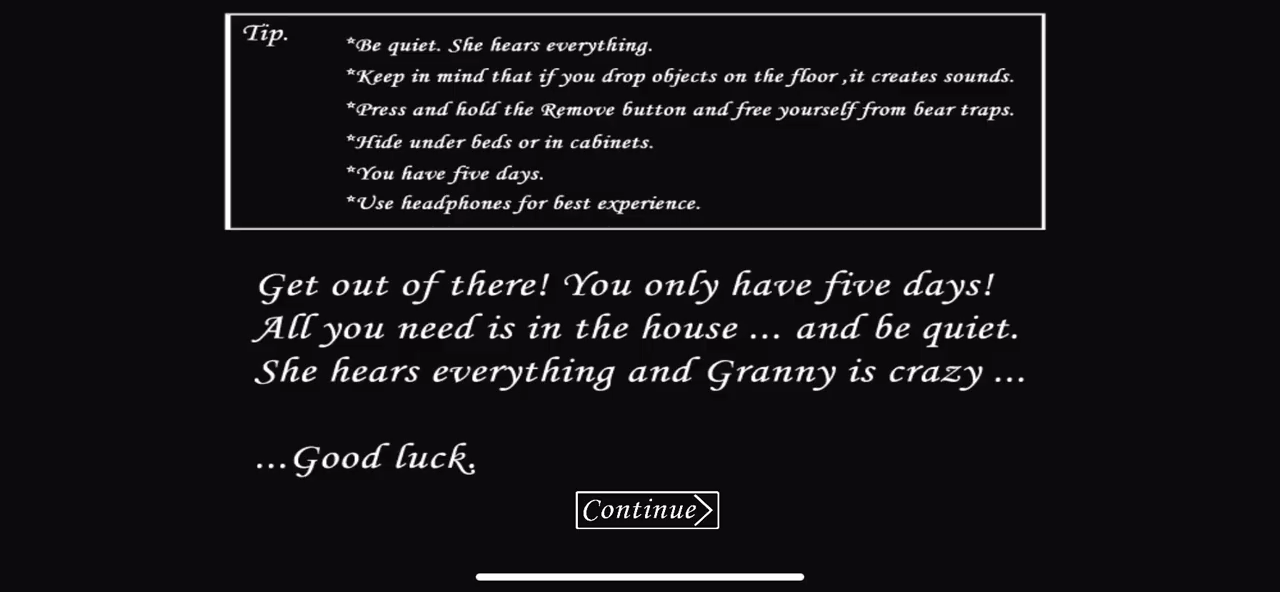 Tip.
*Be quiet. She hears everything.
*Keep in mind that if you drop objects on the floor ,it creates sounds.
*Press and hold the Remove button and free yourself from bear traps.
*Hide under beds or in cabinets.
*You have five days.
*Use headphones for best experience.
Get out of there! You only have five days!
All you need is in the house ... and be quiet.
She hears everything and Granny is crazy ...
...Good luck.
Continue